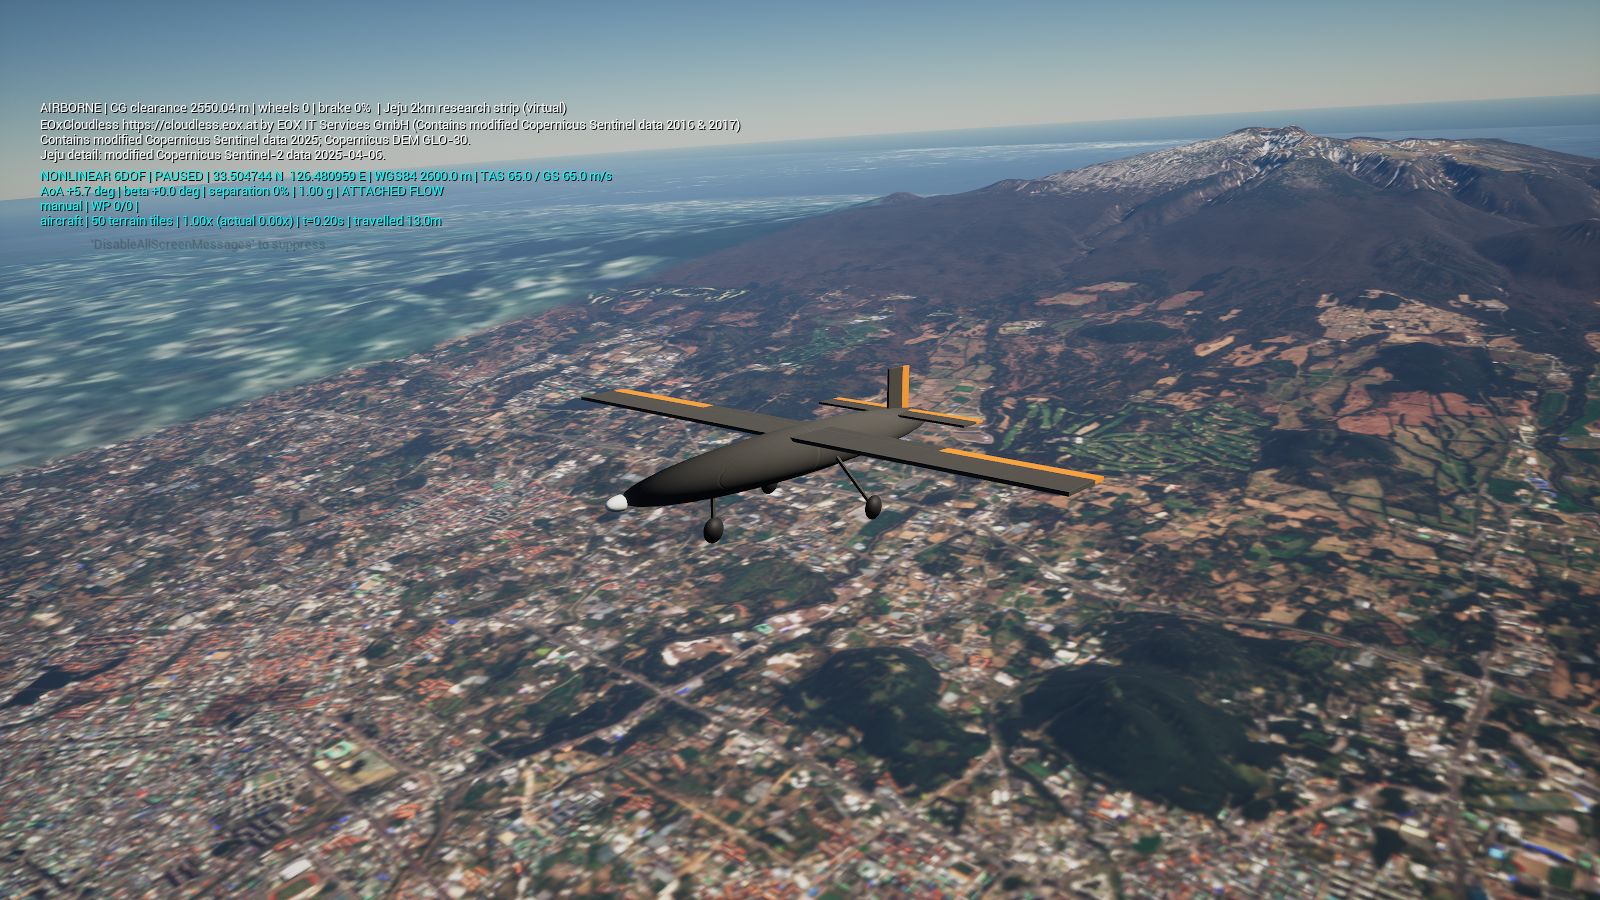 AIRBORNE | CG clearance 2550.04 m | wheels 0 | brake 0% | Jeju 2km research strip (virtual)
EOxCloudless https://cloudless.eox.at by EOX IT Services GmbH (Contains modified Copernicus Sentinel data 2016 & 2017)
Contains modified Copernicus Sentinel data 2025; Copernicus DEM GLO-30.
Jeju detail: modified Copernicus Sentinel-2 data 2025-04-06.
NONLINEAR 6DOF | PAUSED | 33.504744 N 126.480959 E | WGS84 2600.0 m | TAS 65.0 / GS 65.0 m/s
AoA +5.7 deg | beta +0.0 deg | separation 0% | 1.00 g | ATTACHED FLOW
manual | WP 0/0 |
aircraft | 50 terrain tiles | 1.00x (actual 0.00x) | t=0.20s | travelled 13.0m
'DisableAllScreenMessages' to suppress